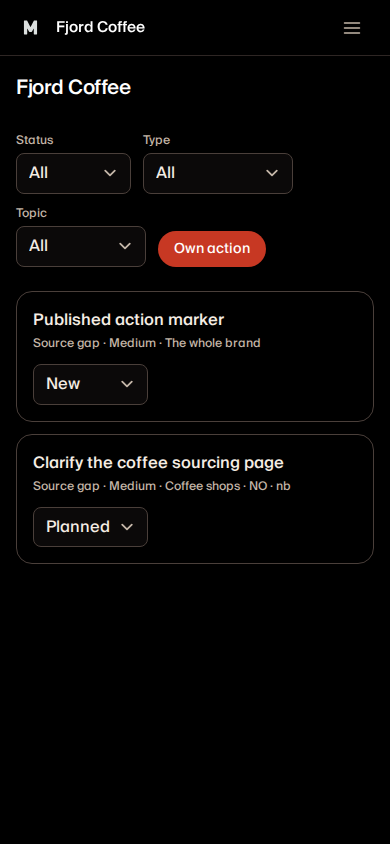 M Fjord Coffee
Fjord Coffee
Status Type
All All
Topic
All Own action
Published action marker
Source gap · Medium · The whole brand
New
Clarify the coffee sourcing page
Source gap · Medium · Coffee shops · NO · nb
Planned